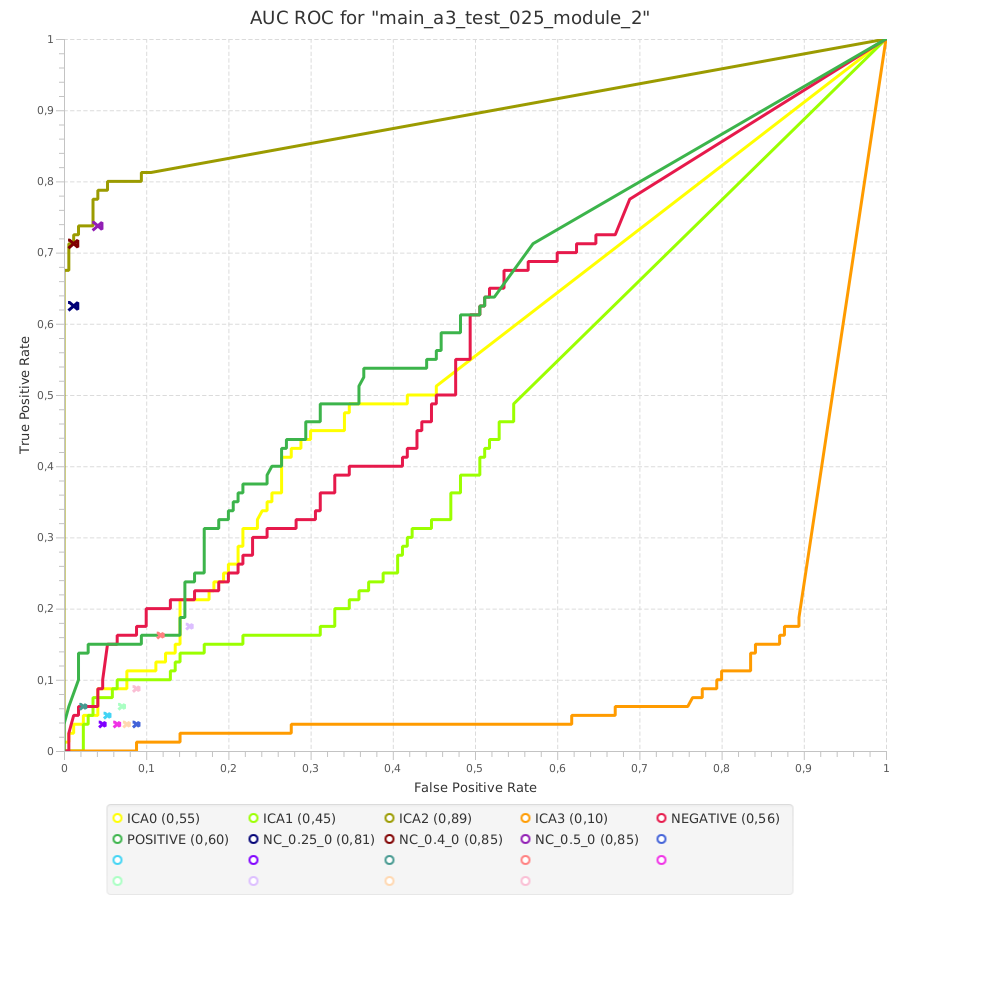 AUC ROC for "main_a3_test_025_module_2"
1
0,9
0,8
0,7
0,6
0,5
0,4
0,3
0,2
0,1
0
True Positive Rate
0 0,1 0,2 0,3 0,4 0,5 0,6 0,7 0,8 0,9 1
False Positive Rate
ICA0 (0,55) ICA1 (0,45) ICA2 (0,89) ICA3 (0,10) NEGATIVE (0,56)
POSITIVE (0,60) NC_0.25_0 (0,81) NC_0.4_0 (0,85) NC_0.5_0 (0,85)